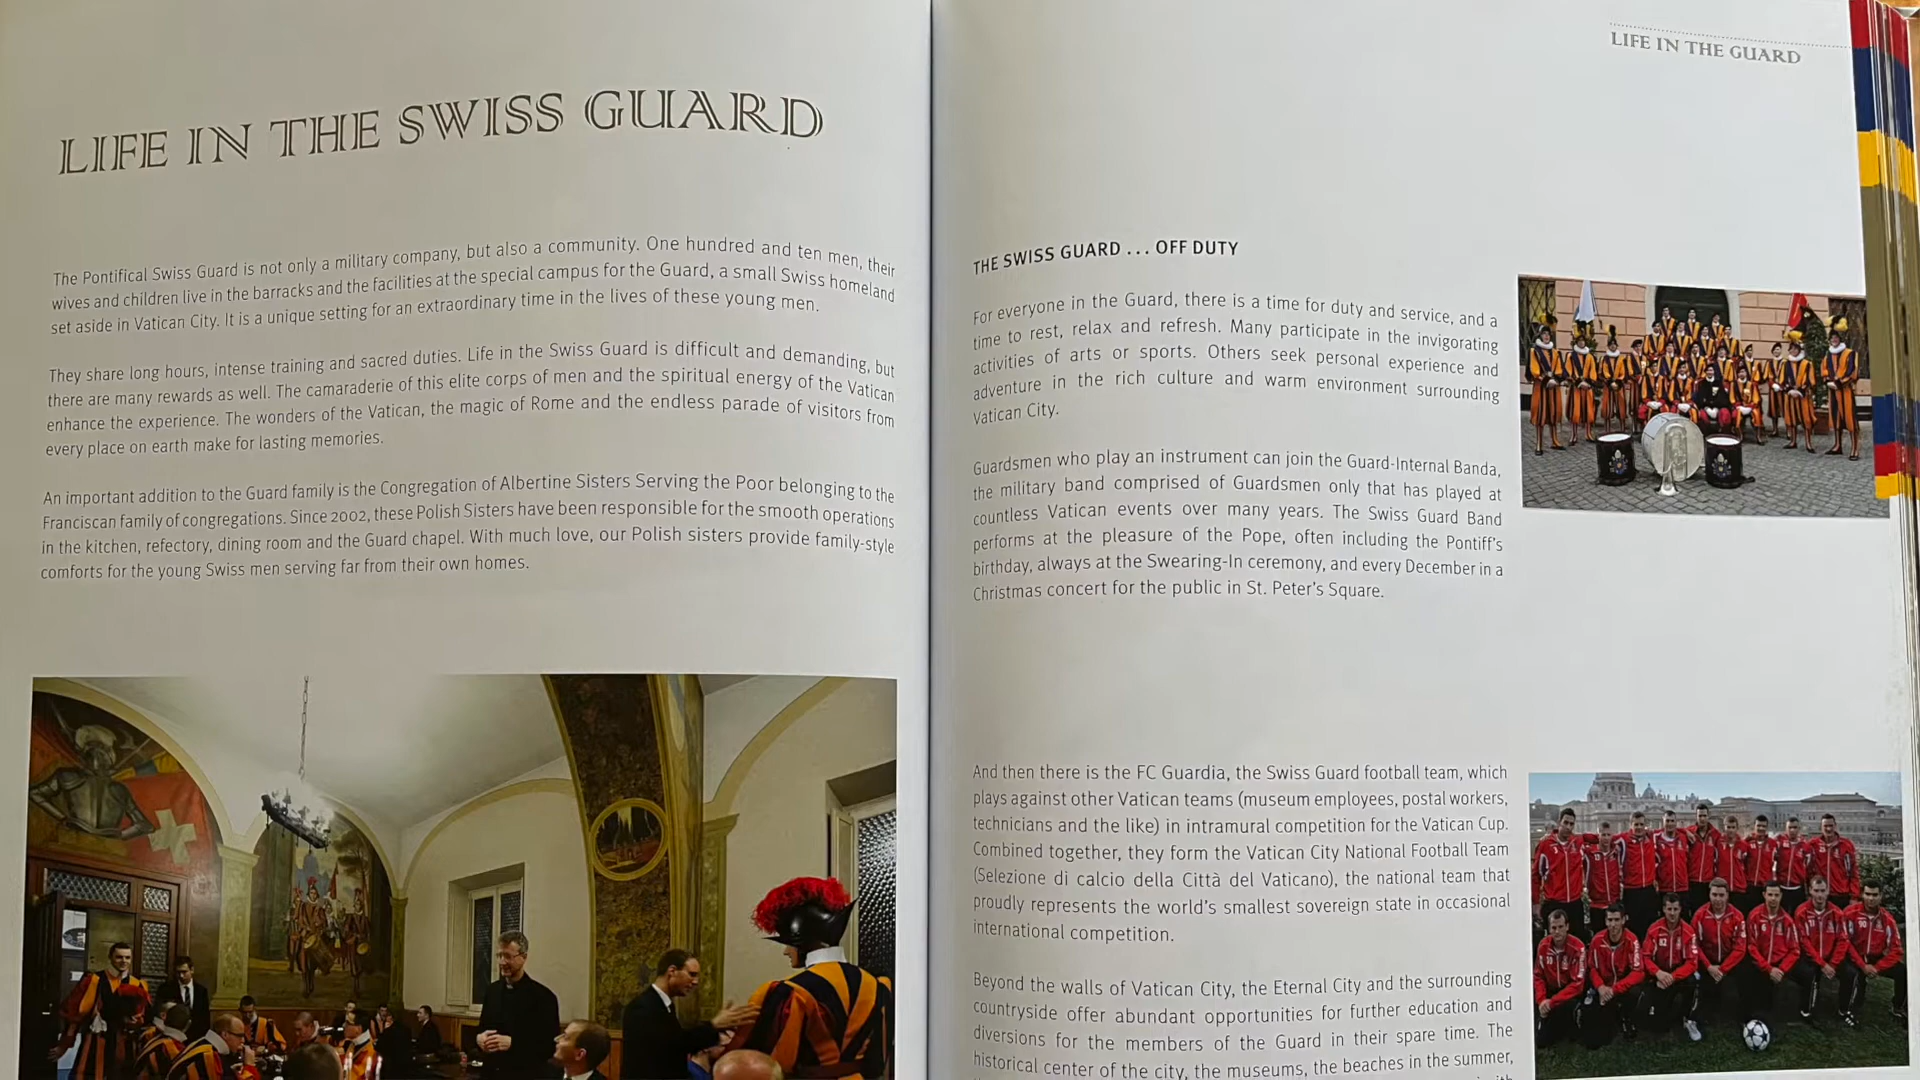 LIFE IN THE SWISS GUARD
The Pontifical Swiss Guard is not only a military company, but also a community. One hundred and ten men, their
wives and children live in the barracks and the facilities at the special campus for the Guard, a small Swiss homeland
set aside in Vatican City. It is a unique setting for an extraordinary time in the lives of these young men.
They share long hours, intense training and sacred duties. Life in the Swiss Guard is difficult and demanding, but
there are many rewards as well. The camaraderie of this elite corps of men and the spiritual energy of the Vatican
enhance the experience. The wonders of the Vatican, the magic of Rome and the endless parade of visitors from
every place on earth make for lasting memories.
An important addition to the Guard family is the Congregation of Albertine Sisters Serving the Poor belonging to the
Franciscan family of congregations. Since 2002, these Polish Sisters have been responsible for the smooth operations
in the kitchen, refectory, dining room and the Guard chapel. With much love, our Polish sisters provide family-style
comforts for the young Swiss men serving far from their own homes.
LIFE IN THE GUARD
THE SWISS GUARD ... OFF DUTY
For everyone in the Guard, there is a time for duty and service, and a
time to rest, relax and refresh. Many participate in the invigorating
activities of arts or sports. Others seek personal experience and
adventure in the rich culture and warm environment surrounding
Vatican City.
Guardsmen who play an instrument can join the Guard-Internal Banda,
the military band comprised of Guardsmen only that has played at
countless Vatican events over many years. The Swiss Guard Band
performs at the pleasure of the Pope, often including the Pontiff's
birthday, always at the Swearing-In ceremony, and every December in a
Christmas concert for the public in St. Peter's Square.
And then there is the FC Guardia, the Swiss Guard football team, which
plays against other Vatican teams (museum employees, postal workers,
technicians and the like) in intramural competition for the Vatican Cup.
Combined together, they form the Vatican City National Football Team
(Selezione di calcio della Città del Vaticano), the national team that
proudly represents the world's smallest sovereign state in occasional
international competition.
Beyond the walls of Vatican City, the Eternal City and the surrounding
countryside offer abundant opportunities for further education and
diversions for the members of the Guard in their spare time. The
historical center of the city, the museums, the beaches in the summer,